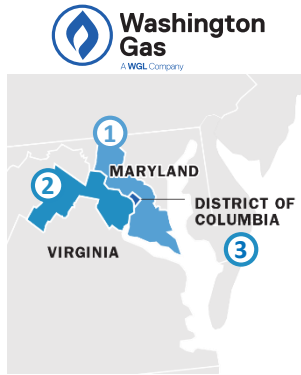 Washington
Gas
A WGL Company
1
MARYLAND
2
DISTRICT OF
COLUMBIA
3
VIRGINIA